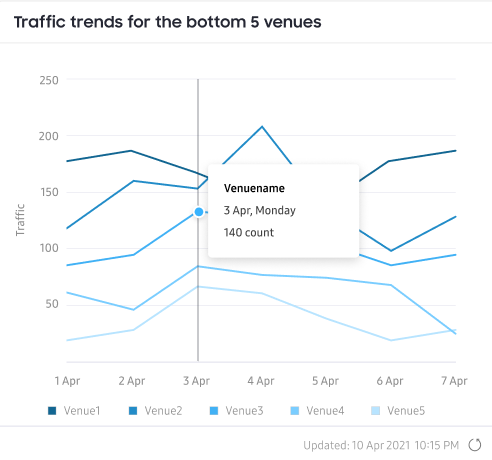 Traffic trends for the bottom 5 venues
250
200
150
100
50
Traffic
Venuename
3 Apr, Monday
140 count
1 Apr 2 Apr 3 Apr 4 Apr 5 Apr 6 Apr 7 Apr
Venue1 Venue2 Venue3 Venue4 Venue5
Updated: 10 Apr 2021 10:15 PM